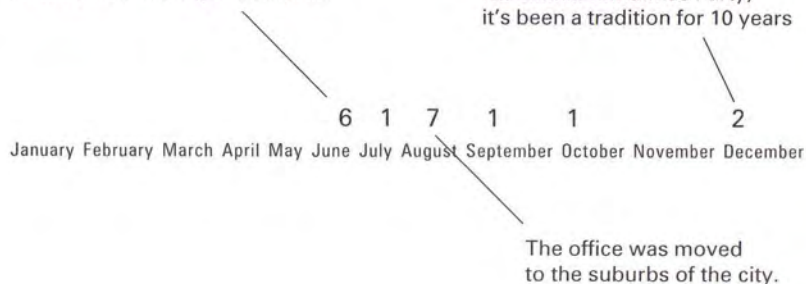 it's been a tradition for 10 years
6 1 7 1 1 2
January February March April May June July August September October November December
The office was moved
to the suburbs of the city.